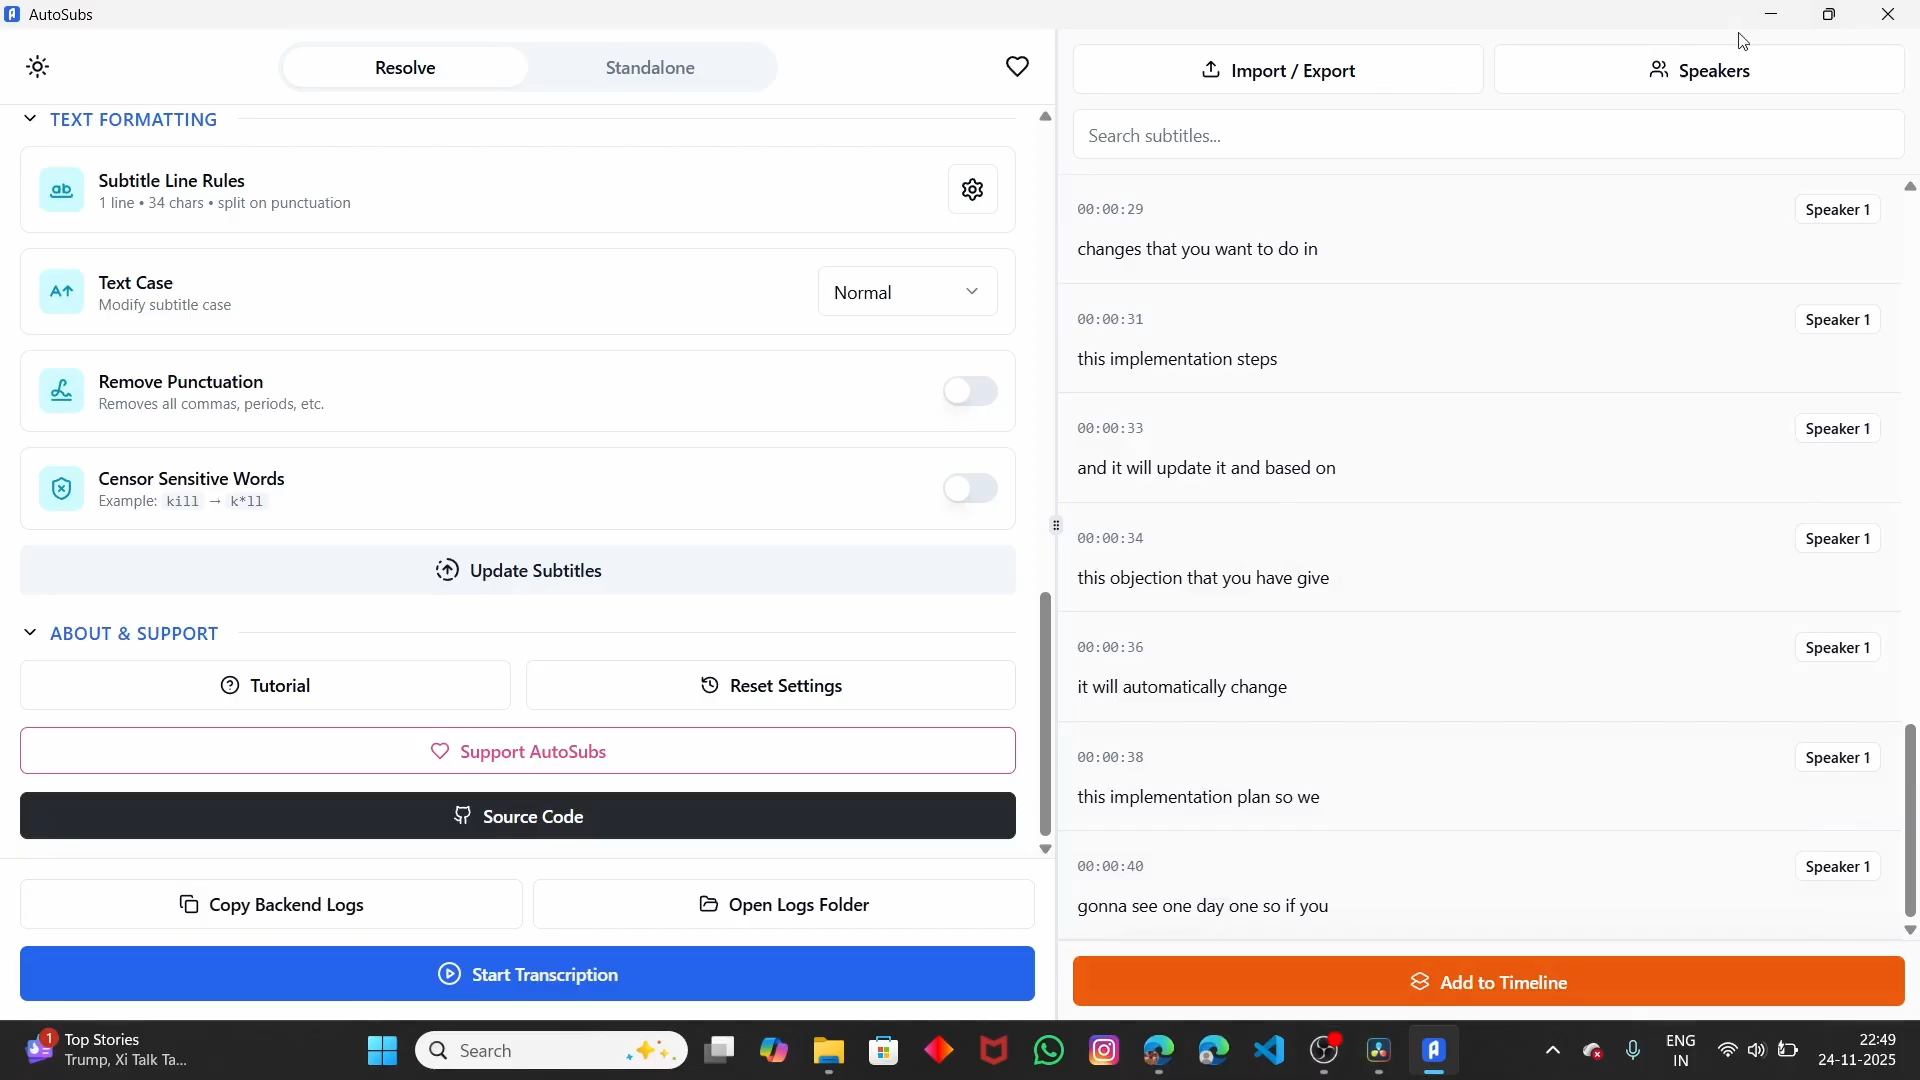 AutoSubs
Resolve
Standalone
TEXT FORMATTING
Subtitle Line Rules
1 line • 34 chars • split on punctuation
Text Case
Modify subtitle case
Normal
Remove Punctuation
Removes all commas, periods, etc.
Censor Sensitive Words
Example: kill → k*ll
Update Subtitles
ABOUT & SUPPORT
Tutorial
Reset Settings
Support AutoSubs
Source Code
Copy Backend Logs
Open Logs Folder
Start Transcription
Import / Export
Speakers
Search subtitles...
00:00:29
Speaker 1
changes that you want to do in
00:00:31
Speaker 1
this implementation steps
00:00:33
Speaker 1
and it will update it and based on
00:00:34
Speaker 1
this objection that you have give
00:00:36
Speaker 1
it will automatically change
00:00:38
Speaker 1
this implementation plan so we
00:00:40
Speaker 1
gonna see one day one so if you
Add to Timeline
1
Top Stories
Trump, Xi Talk Ta...
Search
ENG
IN
22:49
24-11-2025